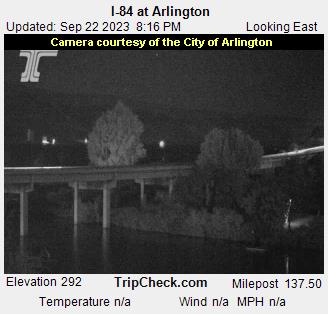 I-84 at Arlington
Updated: Sep 22 2023 8:16 PM Looking East
Camera courtesy of the City of Arlington
Elevation 292 TripCheck.com Milepost 137.50
Temperature n/a Wind n/a MPH n/a